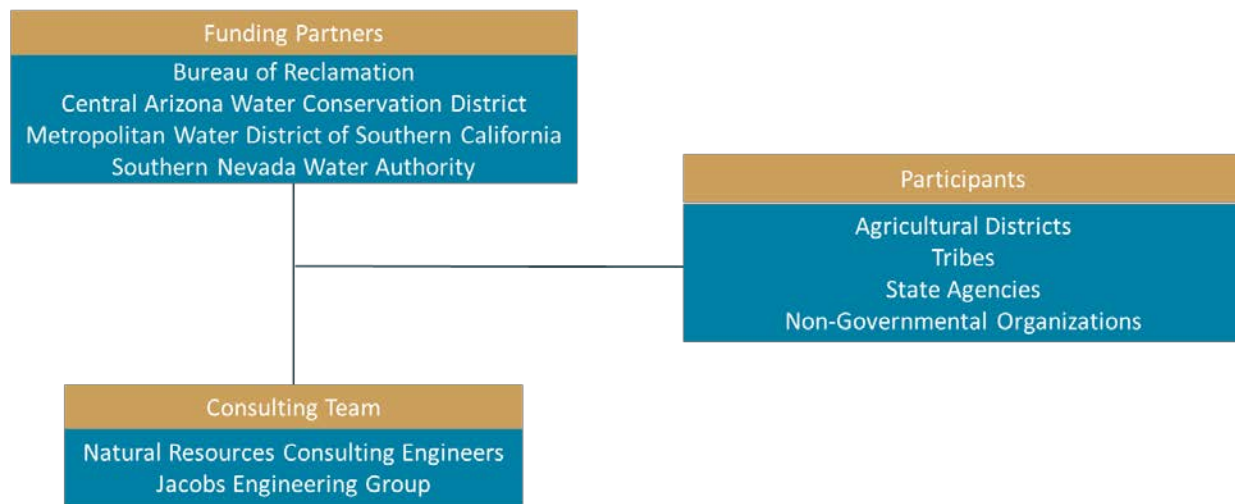 Funding Partners
Bureau of Reclamation
Central Arizona Water Conservation District
Metropolitan Water District of Southern California
Southern Nevada Water Authority
Participants
Agricultural Districts
Tribes
State Agencies
Non-Governmental Organizations
Consulting Team
Natural Resources Consulting Engineers
Jacobs Engineering Group